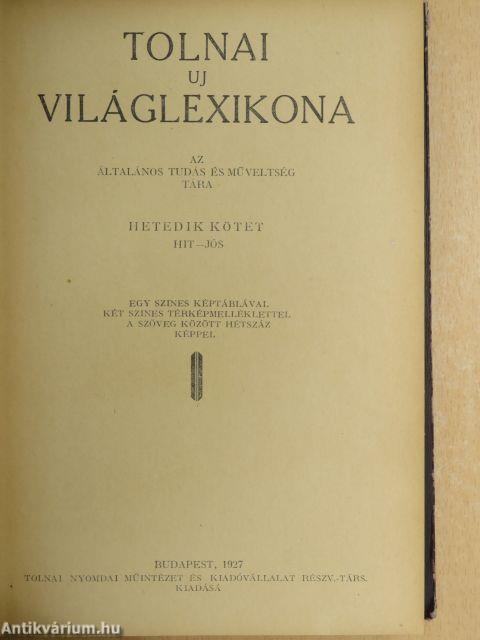 TOLNAI
UJ
VILÁGLEXIKONA
AZ
ÁLTALÁNOS TUDÁS ÉS MŰVELTSÉG
TÁRA
HETEDIK KÖTET
HIT—JÓS
EGY SZINES KÉPTÁBLÁVAL
KÉT SZINES TÉRKÉPMELLÉKLETTEL
A SZÖVEG KÖZÖTT HÉTSZÁZ
KÉPPEL
BUDAPEST, 1927
TOLNAI NYOMDAI MŰINTÉZET ÉS KIADÓVÁLLALAT RÉSZV.-TÁRS.
KIADÁSA
Antikvárium.hu